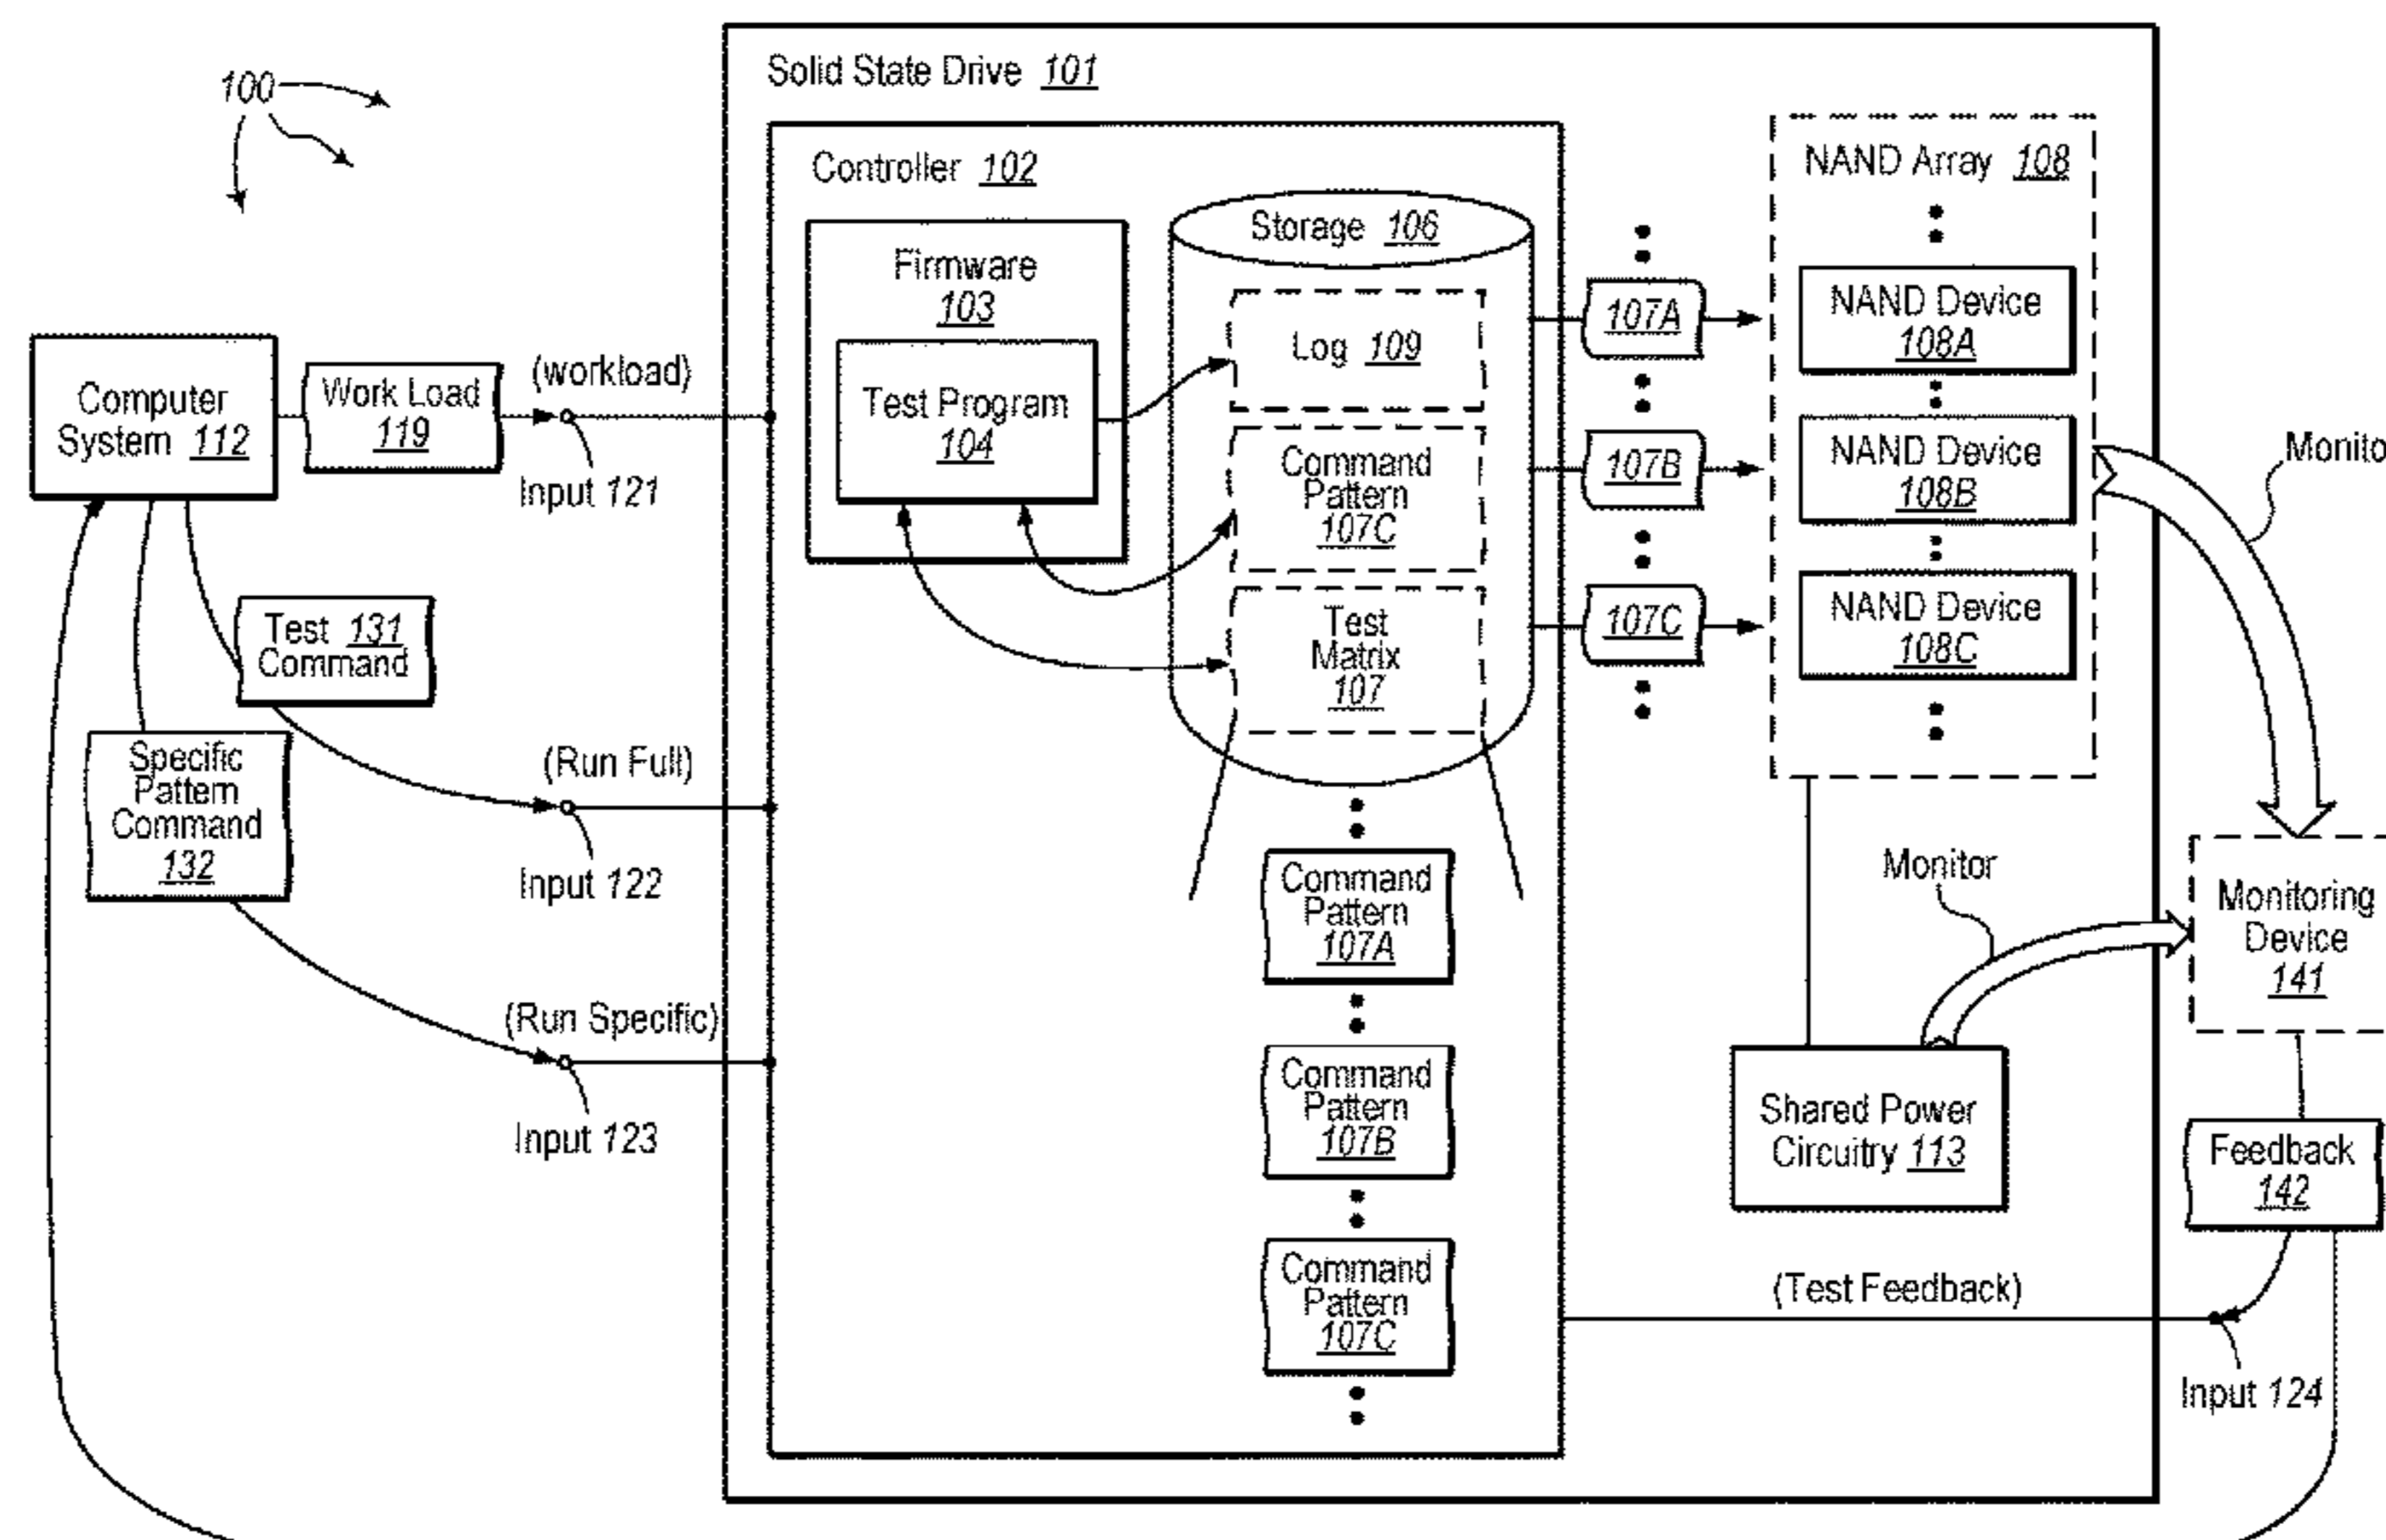 100
Solid State Drive 101
Controller 102
Firmware
103
Test Program
104
Storage 106
Log 109
Command
Pattern
107C
Test
Matrix
107
Command
Pattern
107A
Command
Pattern
107B
Command
Pattern
107C
107A
107B
107C
NAND Array 108
NAND Device
108A
NAND Device
108B
NAND Device
108C
Computer
System 112
Work Load
119
(workload)
Input 121
Test 131
Command
(Run Full)
Input 122
Specific
Pattern
Command
132
(Run Specific)
Input 123
Monito
Monitor
Monitoring
Device
141
Shared Power
Circuitry 113
Feedback
142
(Test Feedback)
Input 124